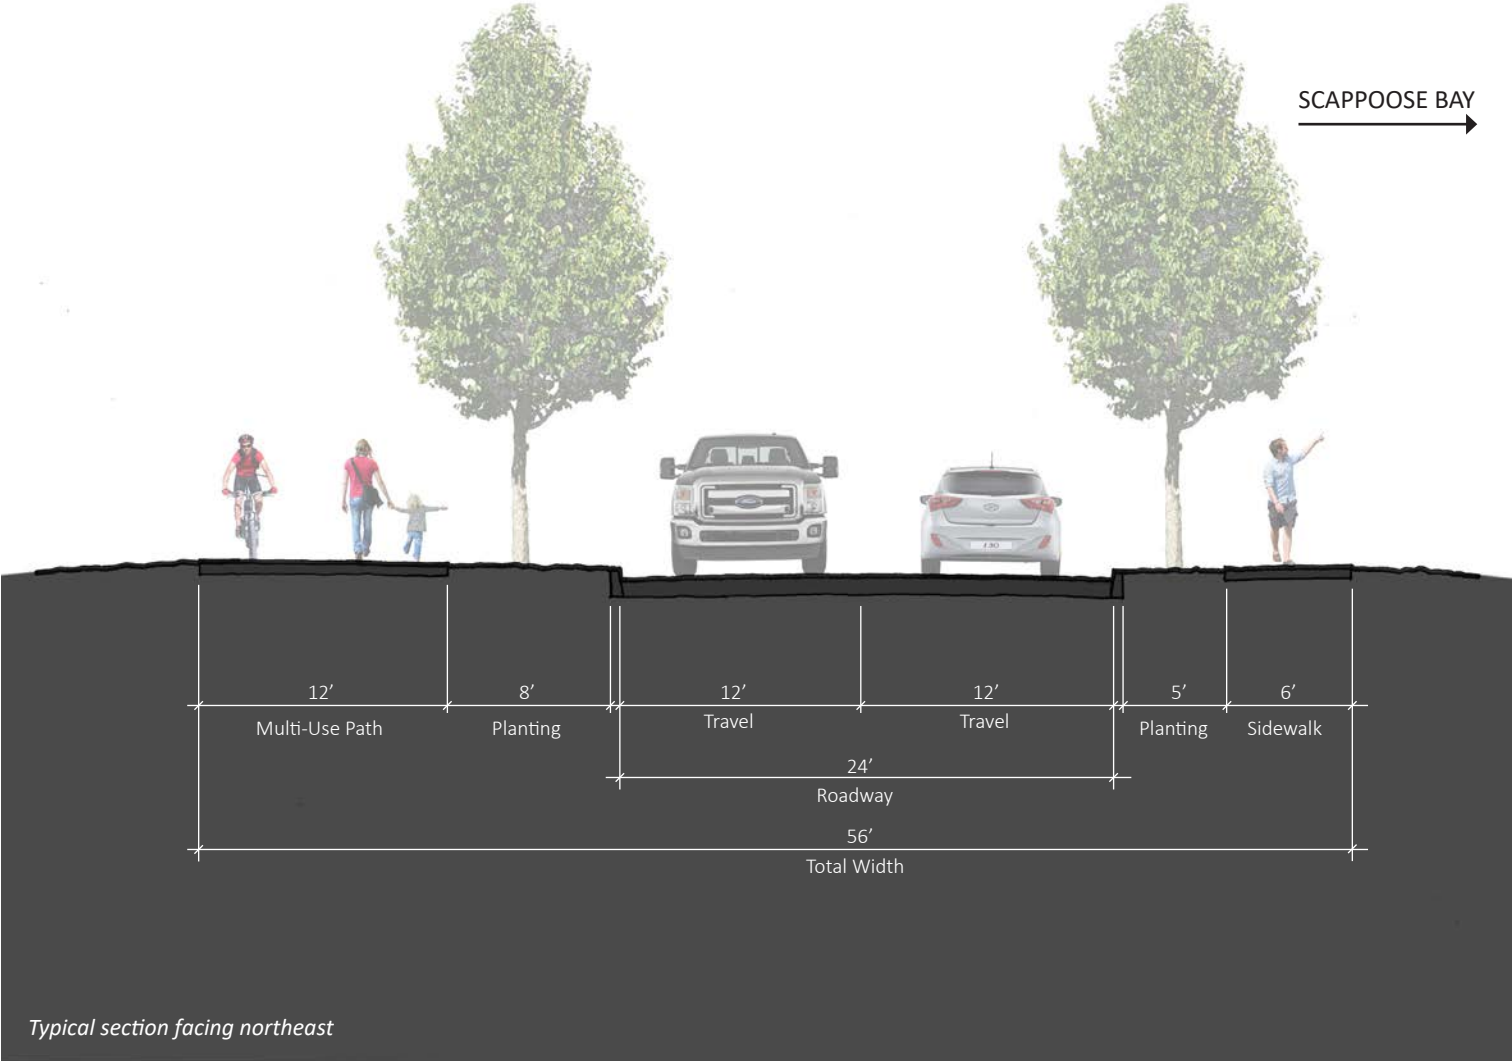 SCAPPOOSE BAY
12’
8’
12’
12’
5’
6’
Multi-Use Path
Planting
Travel
Travel
Planting
Sidewalk
24’
Roadway
56’
Total Width
Typical section facing northeast